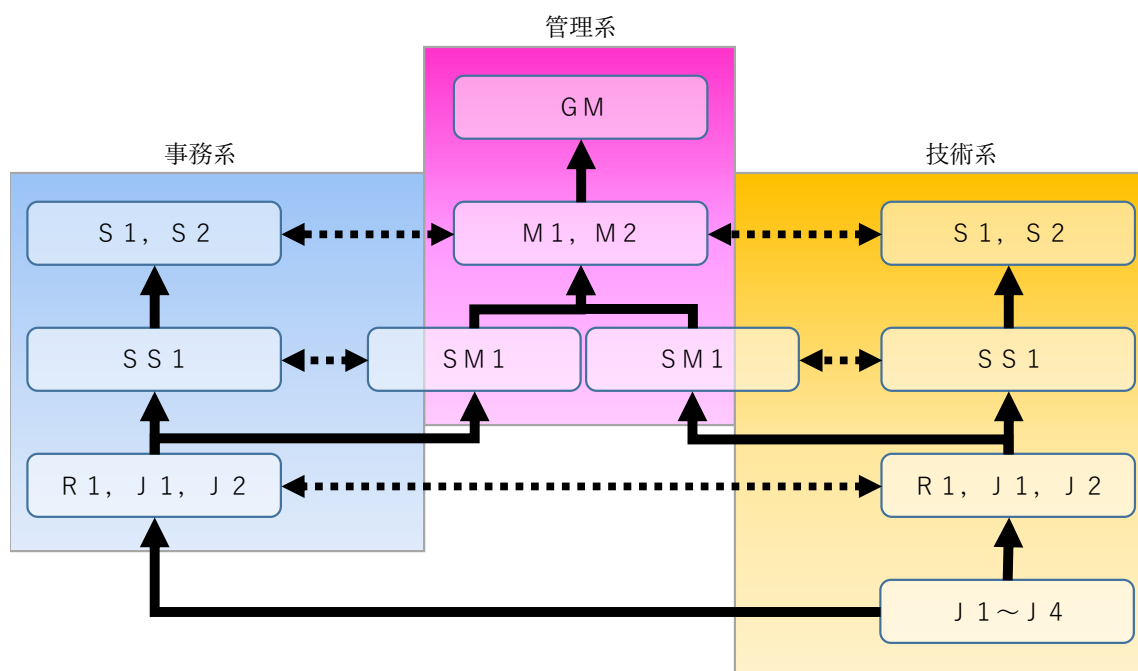 管理系
GM
事務系
技術系
S1, S2
M1, M2
S1, S2
SS1
SM1
SM1
SS1
R1, J1, J2
R1, J1, J2
J1～J4